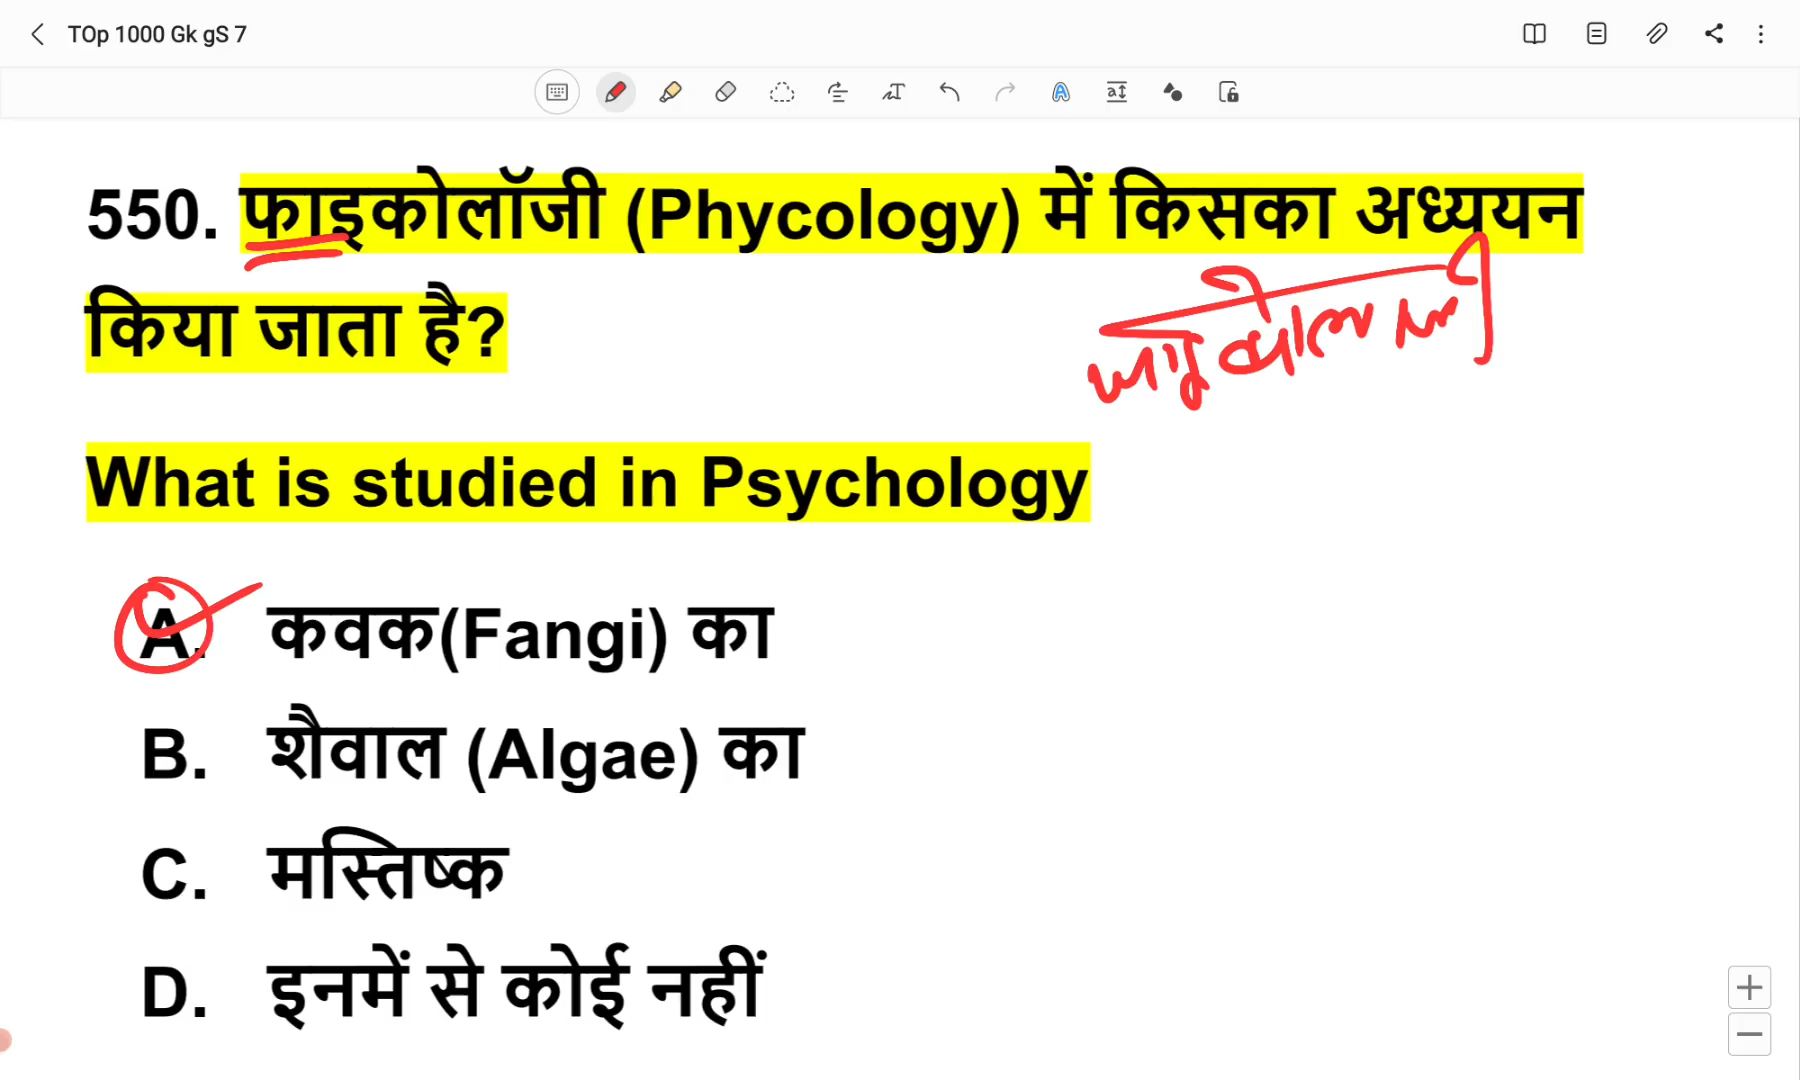 TOp 1000 Gk gS 7
550. फाइकोलॉजी (Phycology) में किसका अध्ययन
किया जाता है?
What is studied in Psychology
A. कवक(Fangi) का
B. शैवाल (Algae) का
C. मस्तिष्क
D. इनमें से कोई नहीं